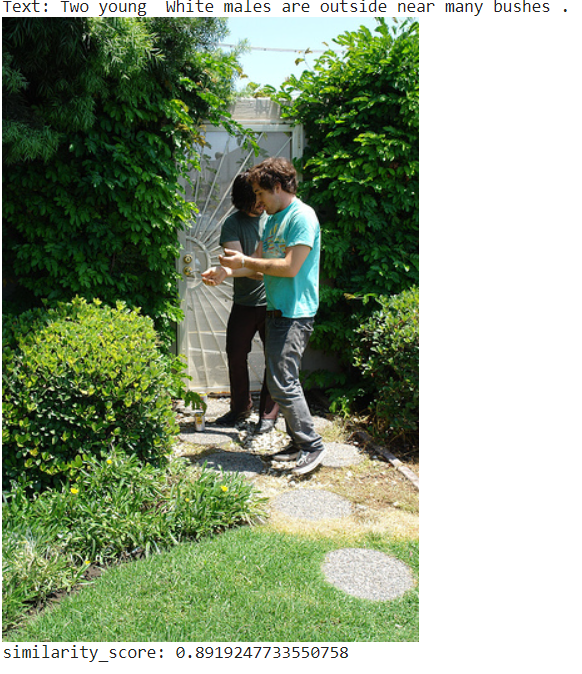 Text: Two young  White males are outside near many bushes .
similarity_score: 0.8919247733550758